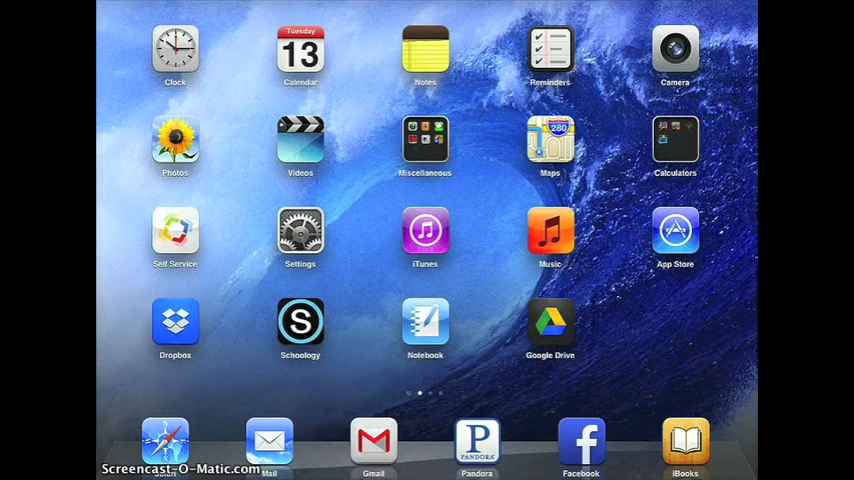 Tuesday
13
Clock
Calendar
Notes
Reminders
Camera
280
Photos
Videos
Miscellaneous
Maps
Calculators
Self Service
Settings
iTunes
Music
App Store
S
Dropbox
Schoology
Notebook
Google Drive
P
PANDORA
f
Screencast-O-Matic.com
Safari
Mail
Gmail
Pandora
Facebook
iBooks